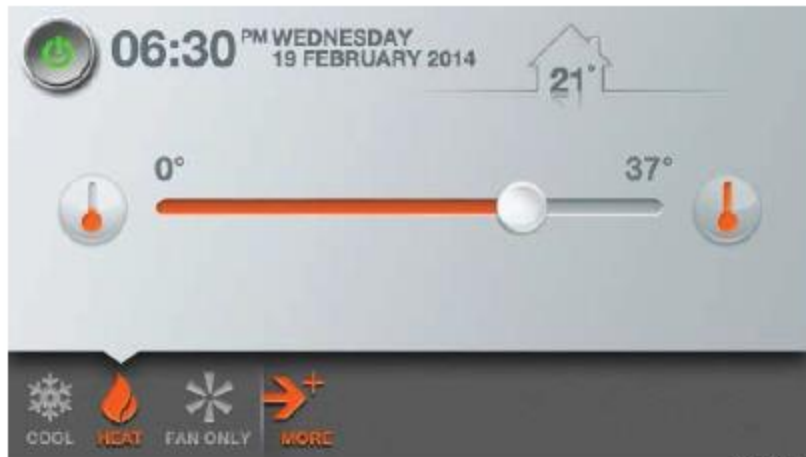 06:30 PM WEDNESDAY
19 FEBRUARY 2014
21°
0°
37°
COOL
HEAT
FAN ONLY
MORE